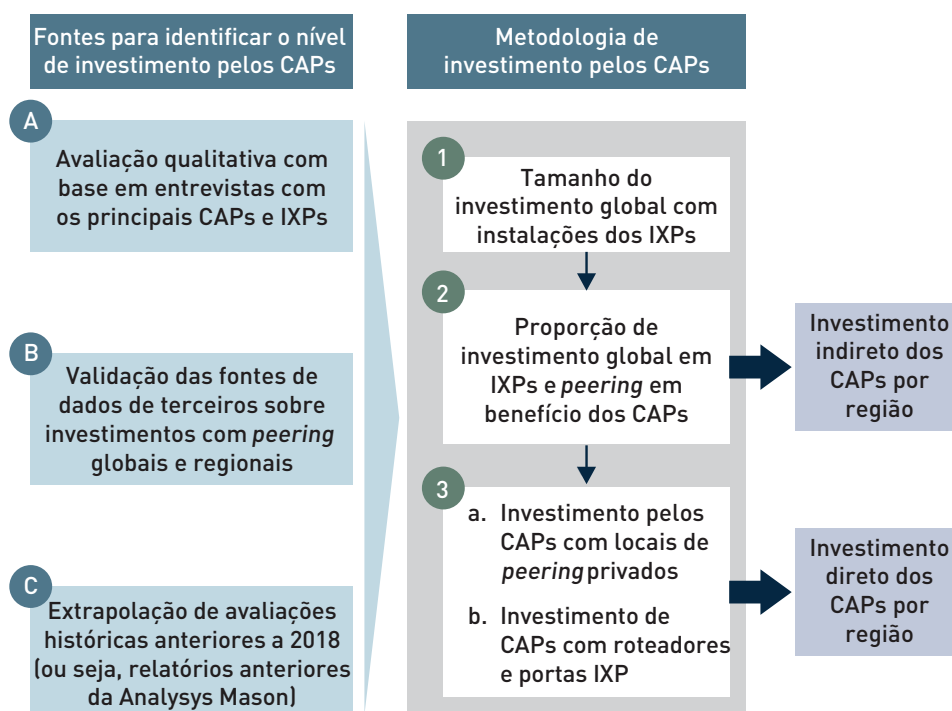 Fontes para identificar o nível
de investimento pelos CAPs
A
Avaliação qualitativa com
base em entrevistas com
os principais CAPs e IXPs
B
Validação das fontes de
dados de terceiros sobre
investimentos com peering
globais e regionais
C
Extrapolação de avaliações
históricas anteriores a 2018
(ou seja, relatórios anteriores
da Analysys Mason)
Metodologia de
investimento pelos CAPs
1
Tamanho do
investimento global com
instalações dos IXPs
2
Proporção de
investimento global em
IXPs e peering em
benefício dos CAPs
3
a. Investimento pelos
CAPs com locais de
peering privados
b. Investimento de
CAPs com roteadores
e portas IXP
Investimento
indireto dos
CAPs por
região
Investimento
direto dos
CAPs por
região